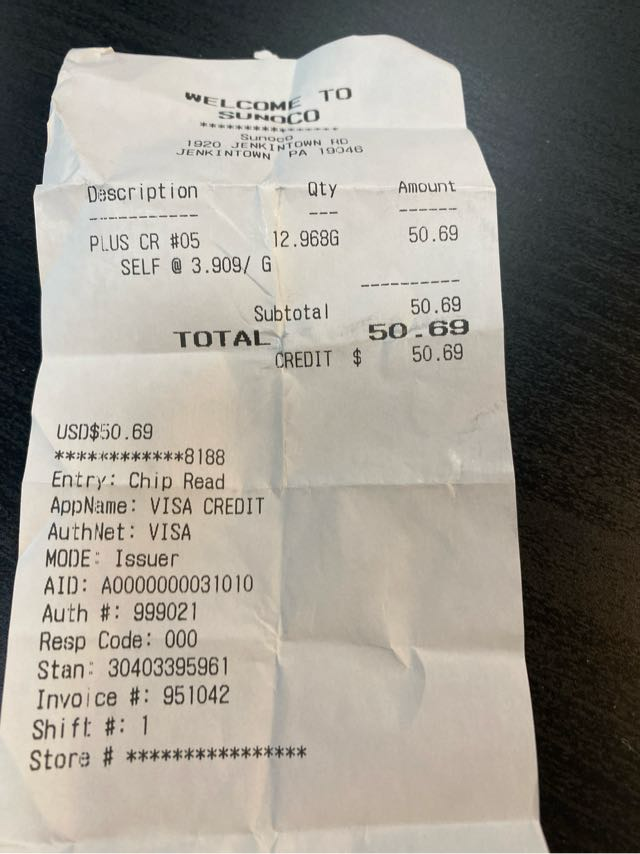 WELCOME TO
SUNOCO
****************
Sunoco
1920 JENKINTOWN RD
JENKINTOWN PA 19046
Description Qty Amount
----------- --- ------
PLUS CR #05 12.968G 50.69
SELF @ 3.909/ G
----------
Subtotal 50.69
TOTAL 50.69
CREDIT $ 50.69
USD$50.69
************8188
Entry: Chip Read
AppName: VISA CREDIT
AuthNet: VISA
MODE: Issuer
AID: A0000000031010
Auth #: 999021
Resp Code: 000
Stan: 30403395961
Invoice #: 951042
Shift #: 1
Store # ****************